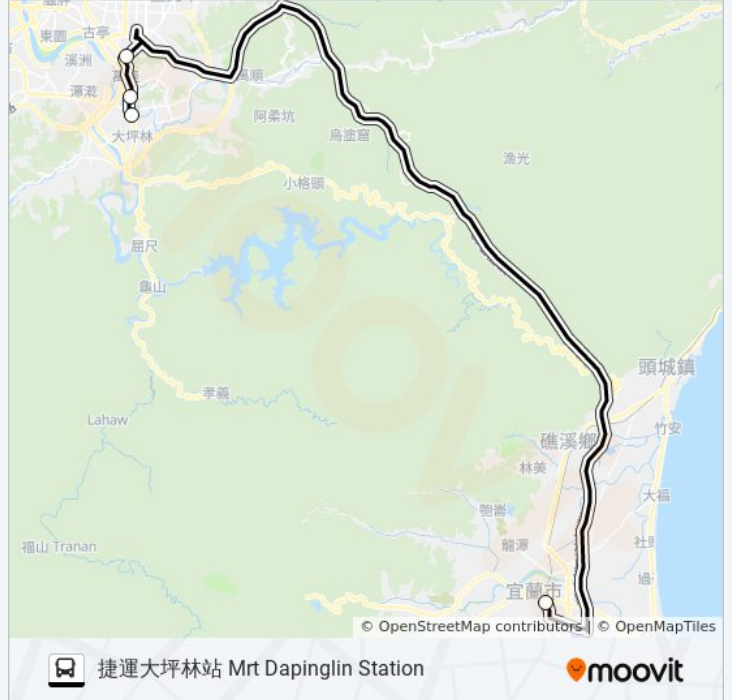 東園
古亭
溪洲
高順
潭漧
阿柔坑
大坪林
烏塗窟
漁光
小格頭
屈尺
龜山
頭城鎮
孝義
Lahaw
竹安
礁溪鄉
林美
大福
龍潭
福山 Tranan
宜蘭市
© OpenStreetMap contributors | © OpenMapTiles
捷運大坪林站 Mrt Dapinglin Station
moovit